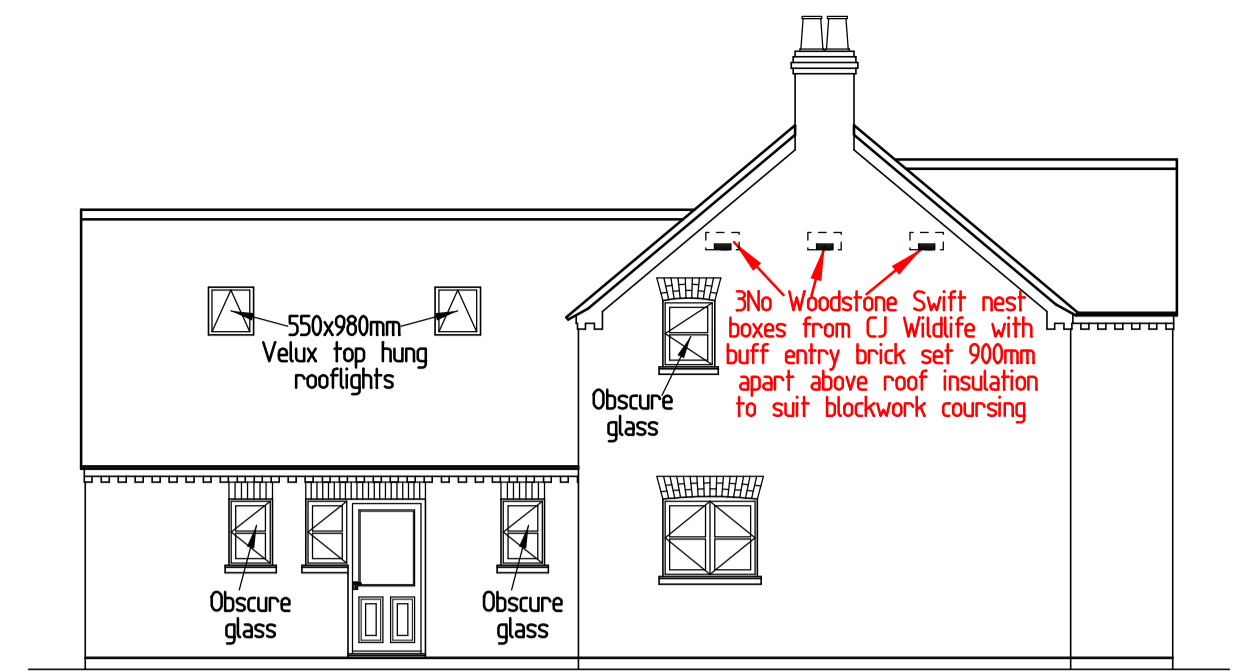 550x980mm
Velux top hung
rooflights
3No Woodstone Swift nest
boxes from CJ Wildlife with
buff entry brick set 900mm
apart above roof insulation
to suit blockwork coursing
Obscure
glass
Obscure
glass
Obscure
glass